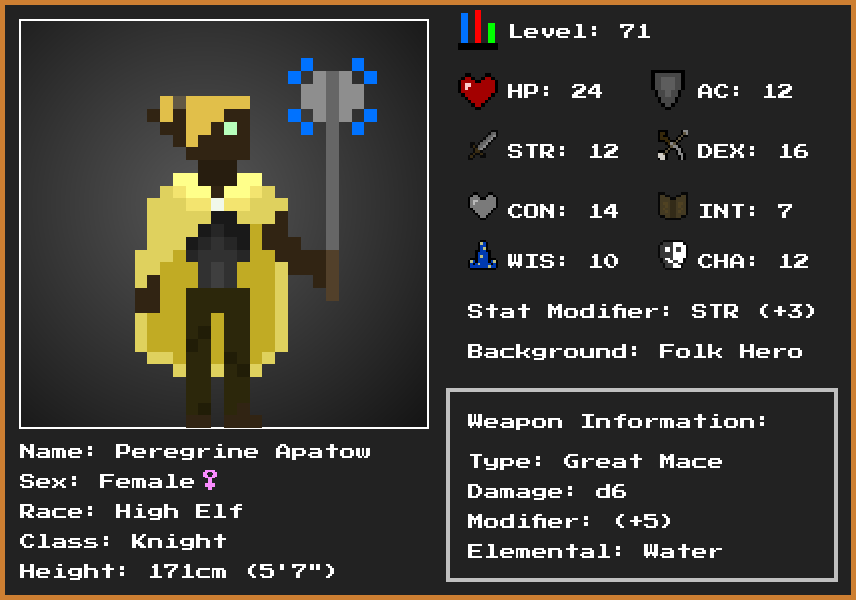 Level: 71
HP: 24
AC: 12
STR: 12
DEX: 16
CON: 14
INT: 7
WIS: 10
CHA: 12
Stat Modifier: STR (+3)
Background: Folk Hero
Weapon Information:
Type: Great Mace
Damage: d6
Modifier: (+5)
Elemental: Water
Name: Peregrine Apatow
Sex: Female♀
Race: High Elf
Class: Knight
Height: 171cm (5'7")